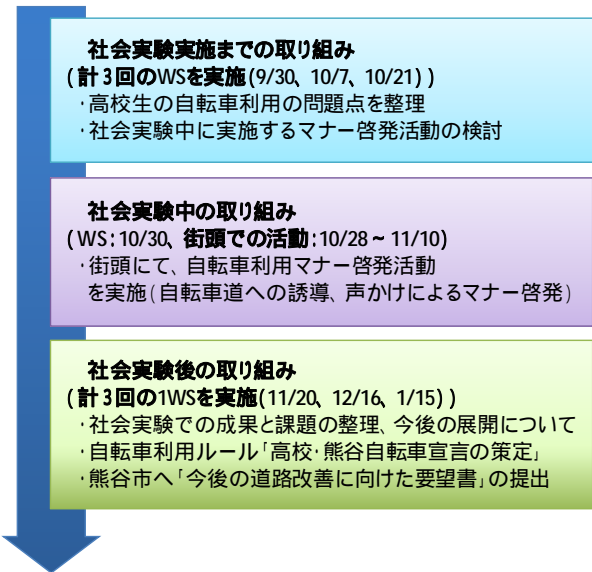 社会実験実施までの取り組み
(計3回のWSを実施(9/30、10/7、10/21))
・高校生の自転車利用の問題点を整理
・社会実験中に実施するマナー啓発活動の検討
社会実験中の取り組み
(WS:10/30、街頭での活動:10/28~11/10)
・街頭にて、自転車利用マナー啓発活動
を実施(自転車道への誘導、声かけによるマナー啓発)
社会実験後の取り組み
(計3回の1WSを実施(11/20、12/16、1/15))
・社会実験での成果と課題の整理、今後の展開について
・自転車利用ルール「高校・熊谷自転車宣言の策定」
・熊谷市へ「今後の道路改善に向けた要望書」の提出